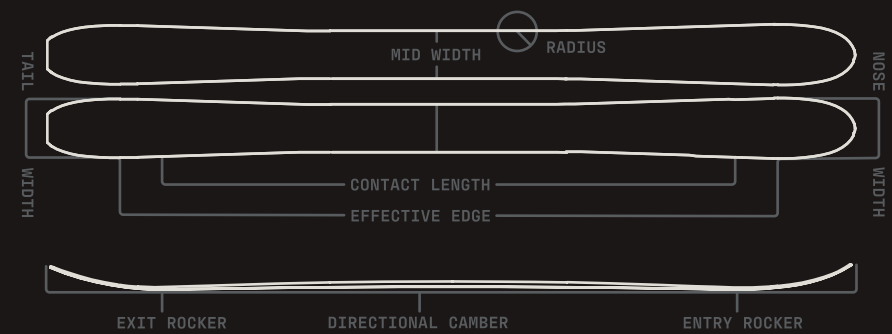 RADIUS
MID WIDTH
TAIL
NOSE
WIDTH
WIDTH
CONTACT LENGTH
EFFECTIVE EDGE
EXIT ROCKER
DIRECTIONAL CAMBER
ENTRY ROCKER